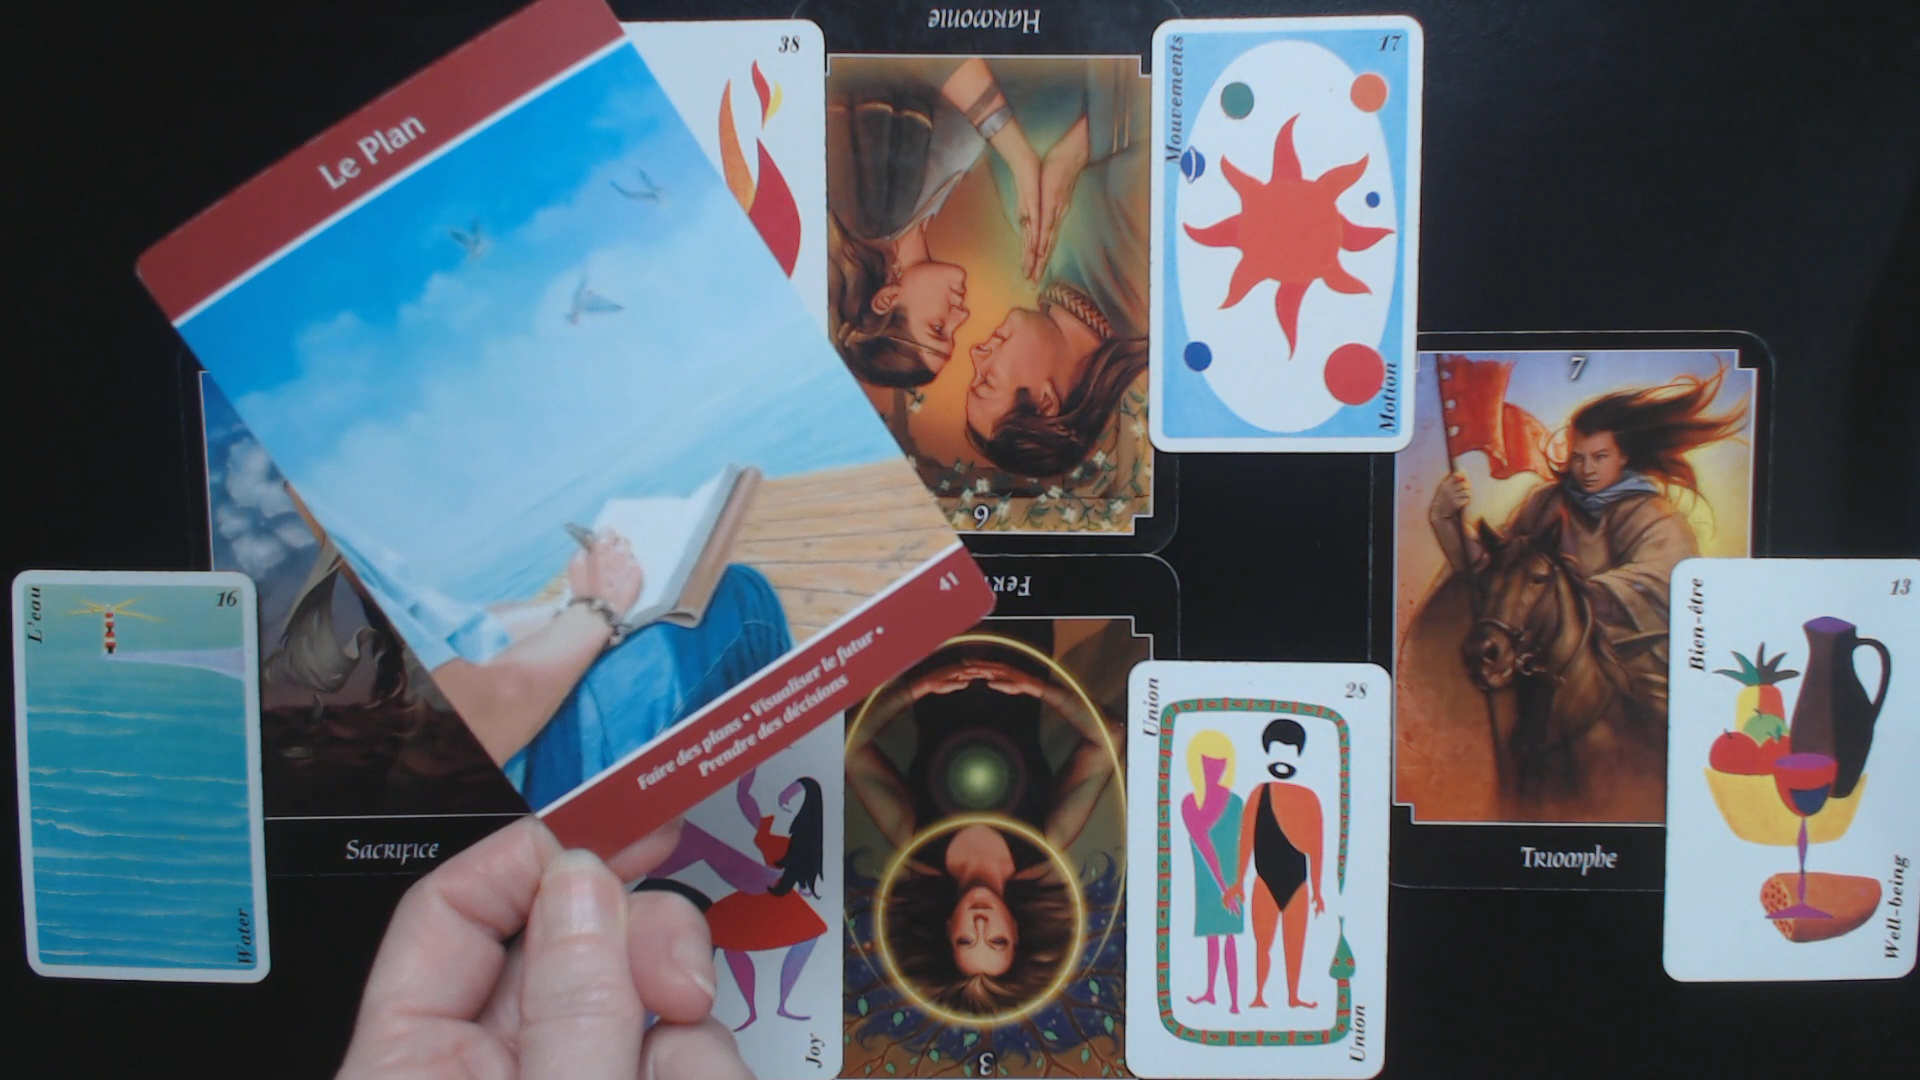 Le Plan
Faire des plans • Visualiser le futur •
Prendre des décisions
41
38
Harmonie
6
Mouvements
17
Motion
7
Triomphe
L'eau
16
Water
Sacrifice
Joy
3
Union
28
Union
Bien-être
13
Well-being